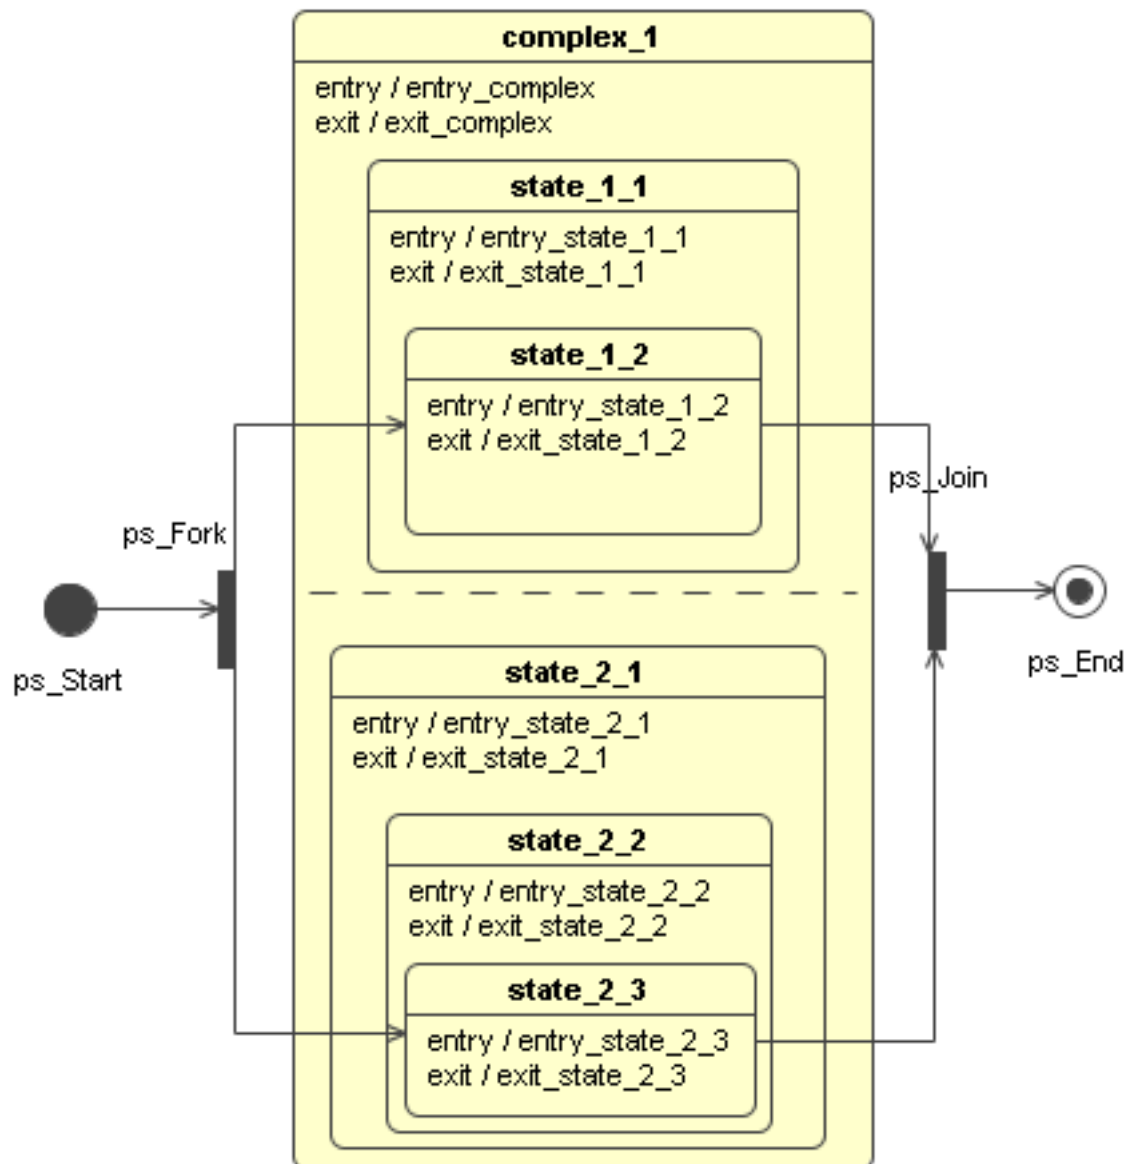 complex_1
entry / entry_complex
exit / exit_complex
state_1_1
entry / entry_state_1_1
exit / exit_state_1_1
state_1_2
entry / entry_state_1_2
exit / exit_state_1_2
ps_Join
ps_Fork
ps_Start
ps_End
state_2_1
entry / entry_state_2_1
exit / exit_state_2_1
state_2_2
entry / entry_state_2_2
exit / exit_state_2_2
state_2_3
entry / entry_state_2_3
exit / exit_state_2_3